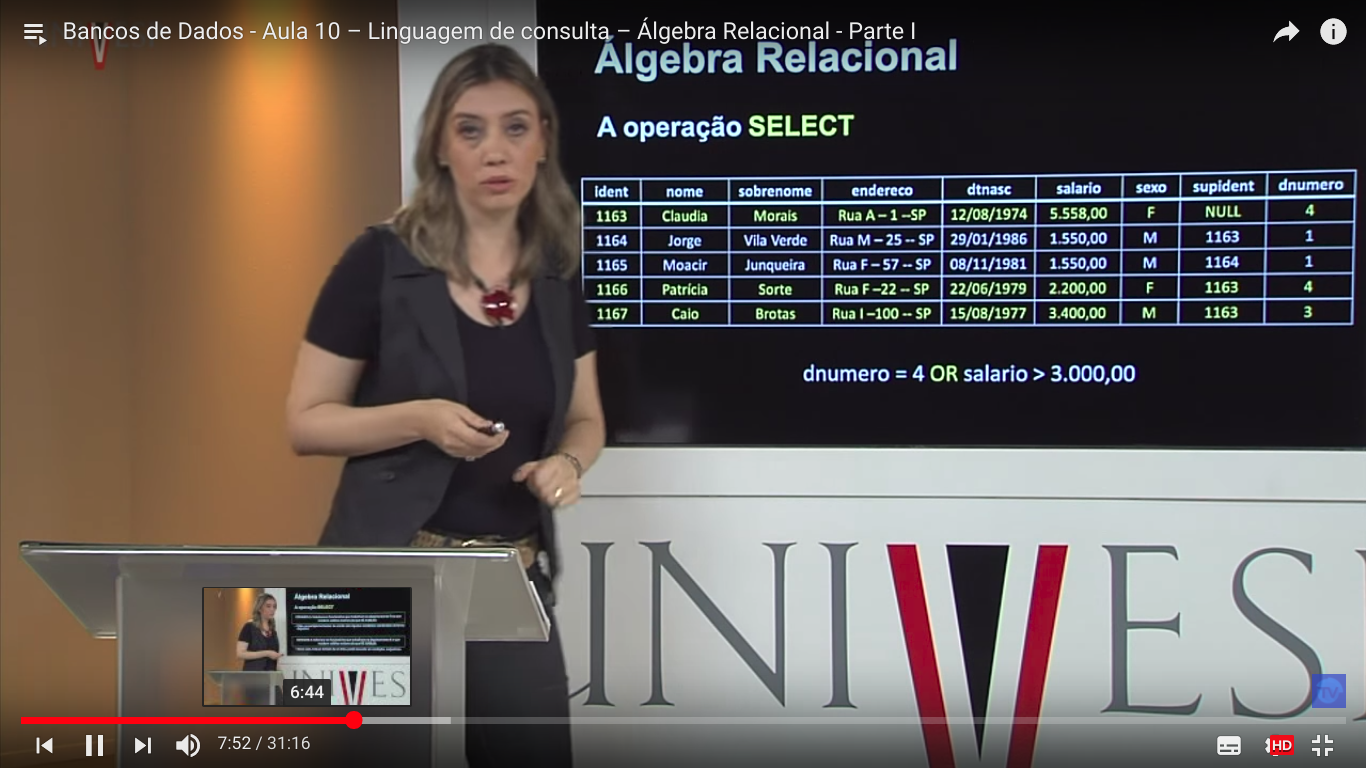 Bancos de Dados - Aula 10 – Linguagem de consulta – Álgebra Relacional - Parte I
Álgebra Relacional
A operação SELECT
ident nome sobrenome endereco dtnasc salario sexo supident dnumero
1163 Claudia Morais Rua A – 1 --SP 12/08/1974 5.558,00 F NULL 4
1164 Jorge Vila Verde Rua M – 25 -- SP 29/01/1986 1.550,00 M 1163 1
1165 Moacir Junqueira Rua F – 57 -- SP 08/11/1981 1.550,00 M 1164 1
1166 Patrícia Sorte Rua F –22 -- SP 22/06/1979 2.200,00 F 1163 4
1167 Caio Brotas Rua I –100 -- SP 15/08/1977 3.400,00 M 1163 3
dnumero = 4 OR salario > 3.000,00
UNIVES
Álgebra Relacional
A operação SELECT
NIVES
6:44
7:52 / 31:16
HD